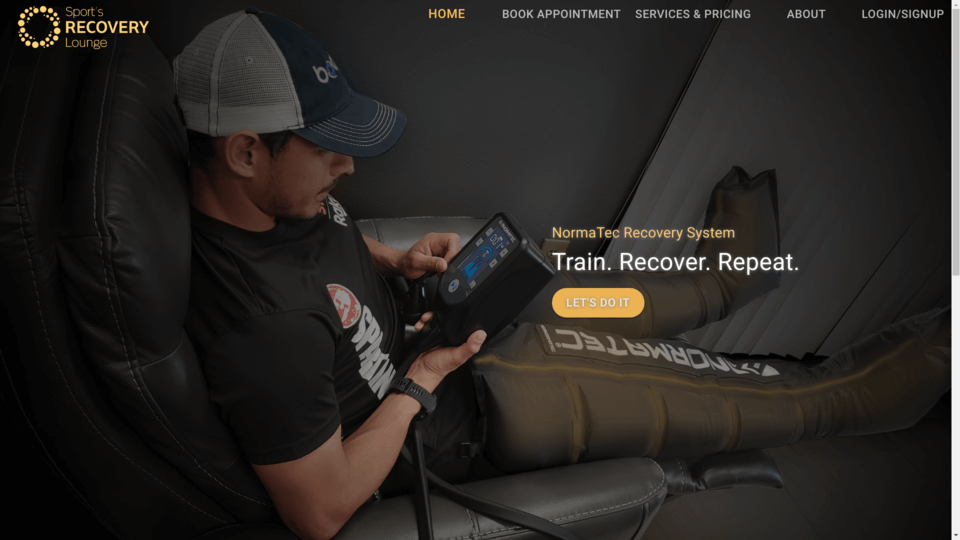 Sport's
RECOVERY
Lounge
HOME
BOOK APPOINTMENT
SERVICES & PRICING
ABOUT
LOGIN/SIGNUP
NormaTec Recovery System
Train. Recover. Repeat.
LET'S DO IT
SPARTAN
NORMATEC